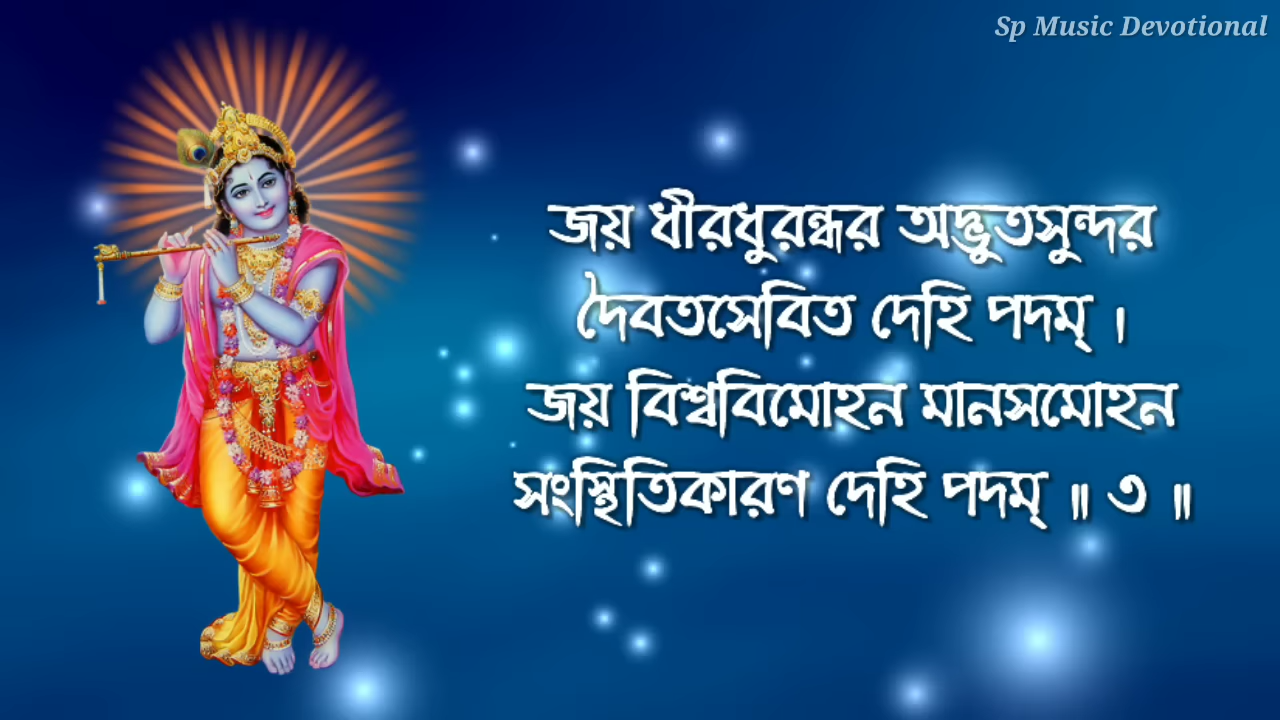 Sp Music Devotional
জয় ধীরধুরন্ধর অদ্ভুতসুন্দর
দৈবতসেবিত দেহি পদম্ ।
জয় বিশ্ববিমোহন মানসমোহন
সংস্থিতিকারণ দেহি পদম্ ॥ ৩ ॥